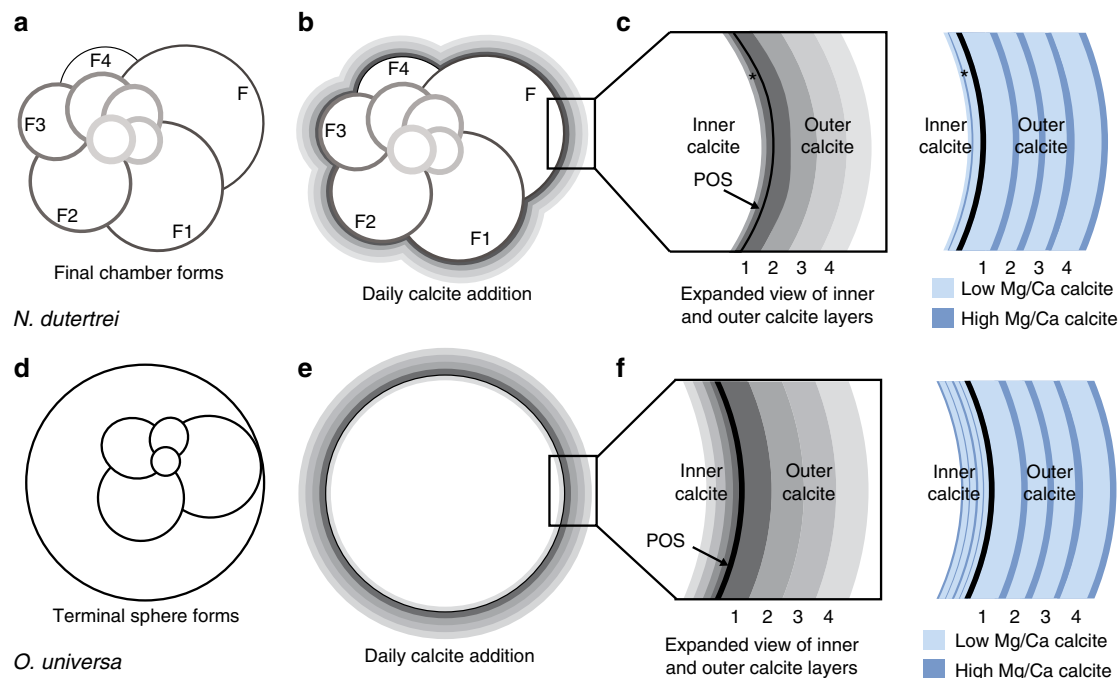 a
F4
F
F3
F2
F1
Final chamber forms
N. dutertrei
b
F4
F
F3
F2
F1
Daily calcite addition
c
*
Inner
calcite
Outer
calcite
POS
1 2 3 4
Expanded view of inner
and outer calcite layers
*
Inner
calcite
Outer
calcite
1 2 3 4
Low Mg/Ca calcite
High Mg/Ca calcite
d
Terminal sphere forms
O. universa
e
Daily calcite addition
f
Inner
calcite
Outer
calcite
POS
1 2 3 4
Expanded view of inner
and outer calcite layers
Inner
calcite
Outer
calcite
1 2 3 4
Low Mg/Ca calcite
High Mg/Ca calcite